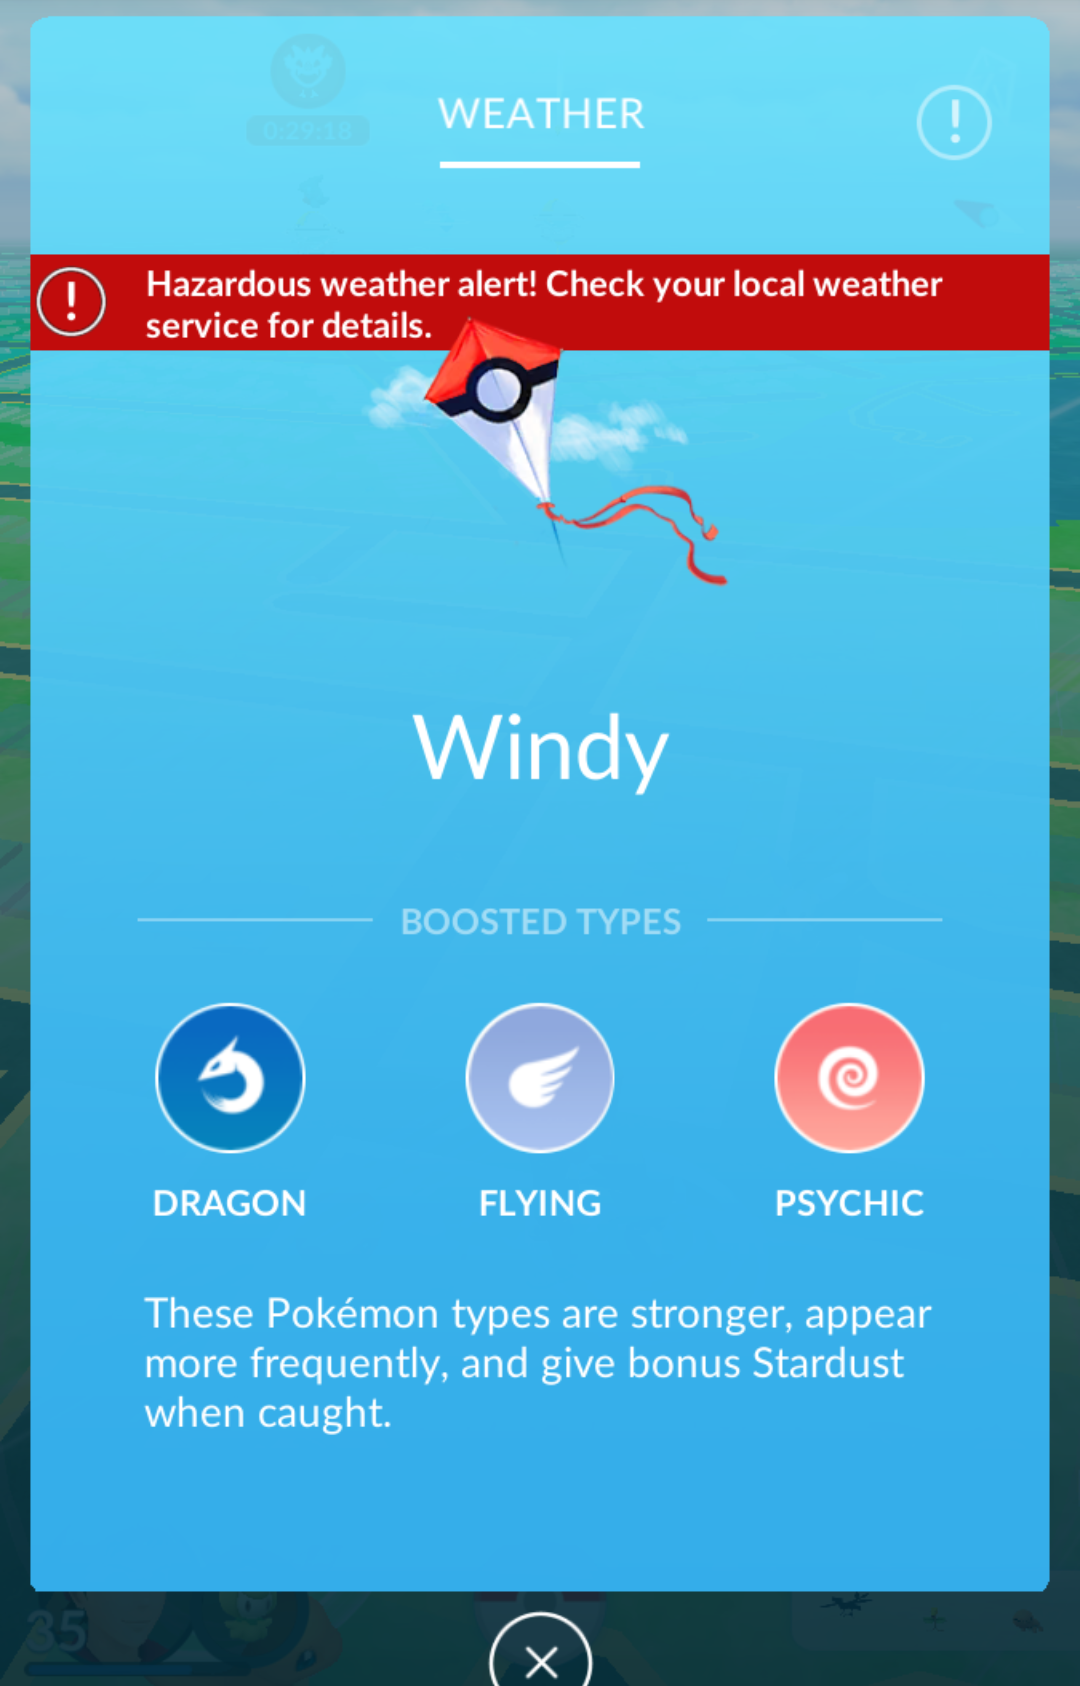 0:29:18
WEATHER
!
! Hazardous weather alert! Check your local weather
service for details.
Windy
BOOSTED TYPES
DRAGON FLYING PSYCHIC
These Pokémon types are stronger, appear
more frequently, and give bonus Stardust
when caught.
35